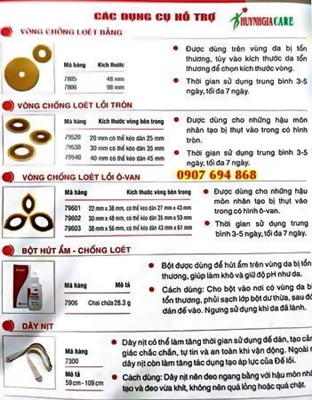 CÁC DỤNG CỤ HỖ TRỢ
HUYNHGIACARE
VÒNG CHỐNG LOÉT BẰNG
Được dùng trên vùng da bị tổn
thương, tùy vào kích thước da tổn
thương để chọn kích thước vòng.
Thời gian sử dụng trung bình 3-5
ngày, tối đa 7 ngày.
Mã hàng Kích thước
7805 48 mm
7806 98 mm
VÒNG CHỐNG LOÉT LỒI TRÒN
Mã hàng Kích thước vòng bên trong
79520 20 mm có thể kéo dãn 25 mm
79530 30 mm có thể kéo dãn 35 mm
79540 40 mm có thể kéo dãn 45 mm
Được dùng cho những hậu môn
nhân tạo bị thụt vào trong có hình
tròn.
Thời gian sử dụng trung bình 3-5
ngày, tối đa 7 ngày.
0907 694 868
VÒNG CHỐNG LOÉT LỒI Ô-VAN
Mã hàng Kích thước vòng bên trong
79601 22 mm x 38 mm, có thể kéo dãn 27 mm x 43 mm
79602 30 mm x 48 mm, có thể kéo dãn 35 mm x 53 mm
79603 38 mm x 56 mm, có thể kéo dãn 43 mm x 61 mm
Được dùng cho những hậu
môn nhân tạo bị thụt vào
trong có hình ô-van.
Thời gian sử dụng trung
bình 3-5 ngày, tối đa 7 ngày.
BỘT HÚT ẨM - CHỐNG LOÉT
Mã hàng Mô tả
7906 Chai chứa 28.3 g
Bột được dùng để hút ẩm trên vùng da bị
tổn thương, giúp làm khô và giữ độ pH như da.
Cách dùng: Cho bột vào nơi có vùng da bị
tổn thương, phủi sạch lớp bột dư thừa, sau đó
dán đế vào. Ngưng sử dụng khi da đã lành.
DÂY NỊT
Mã hàng
7300
Mô tả
59 cm - 109 cm
Dây nịt có thể làm tăng thời gian sử dụng đế dán, tạo cảm
giác chắc chắn, tự tin và an toàn khi vận động. Ngoài ra
dây nịt còn làm tăng tác dụng tạo áp lực của Đế lồi.
Cách dùng: Dây nịt nên đeo ngang bằng với hậu môn nhân
tạo và đeo vừa khít, không nên quá lỏng hoặc quá chặt.